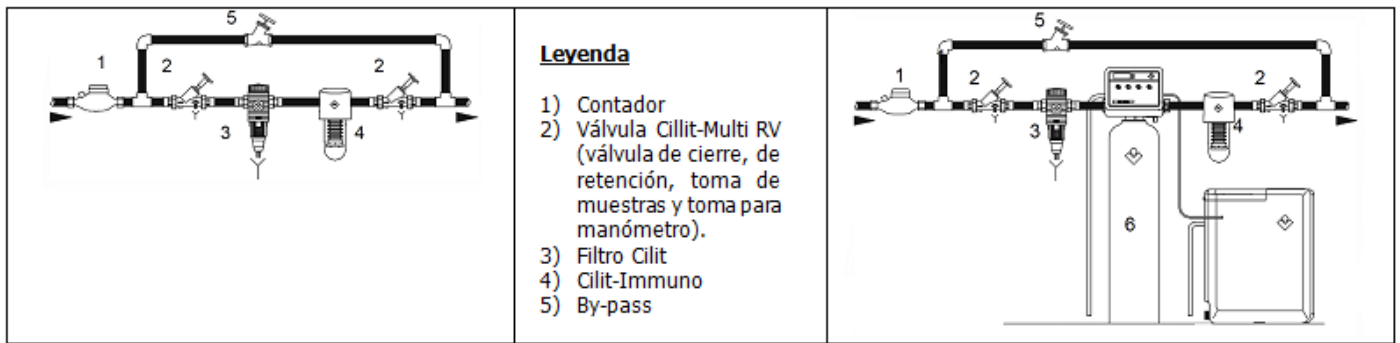 5
1
2
2
3
4
Leyenda
1) Contador
2) Válvula Cillit-Multi RV
(válvula de cierre, de
retención, toma de
muestras y toma para
manómetro).
3) Filtro Cilit
4) Cilit-Immuno
5) By-pass
5
1
2
2
3
4
6